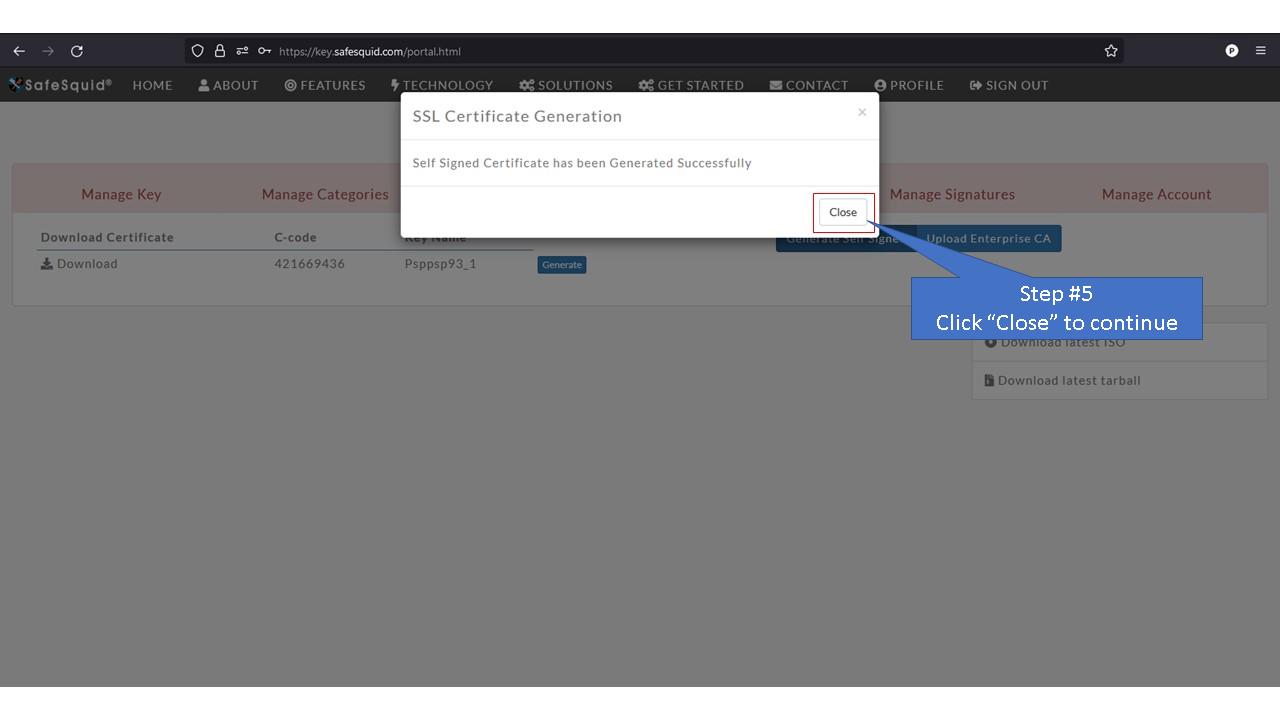 https://key.safesquid.com/portal.html
P
SafeSquid® HOME ABOUT FEATURES TECHNOLOGY SOLUTIONS GET STARTED CONTACT PROFILE SIGN OUT
SSL Certificate Generation ×
Self Signed Certificate has been Generated Successfully
Close
Manage Key Manage Categories Manage Signatures Manage Account
Download Certificate C-code Key Name Generate Self Signe Upload Enterprise CA
Download 421669436 Psppsp93_1 Generate
Step #5
Click “Close” to continue
Download latest ISO
Download latest tarball